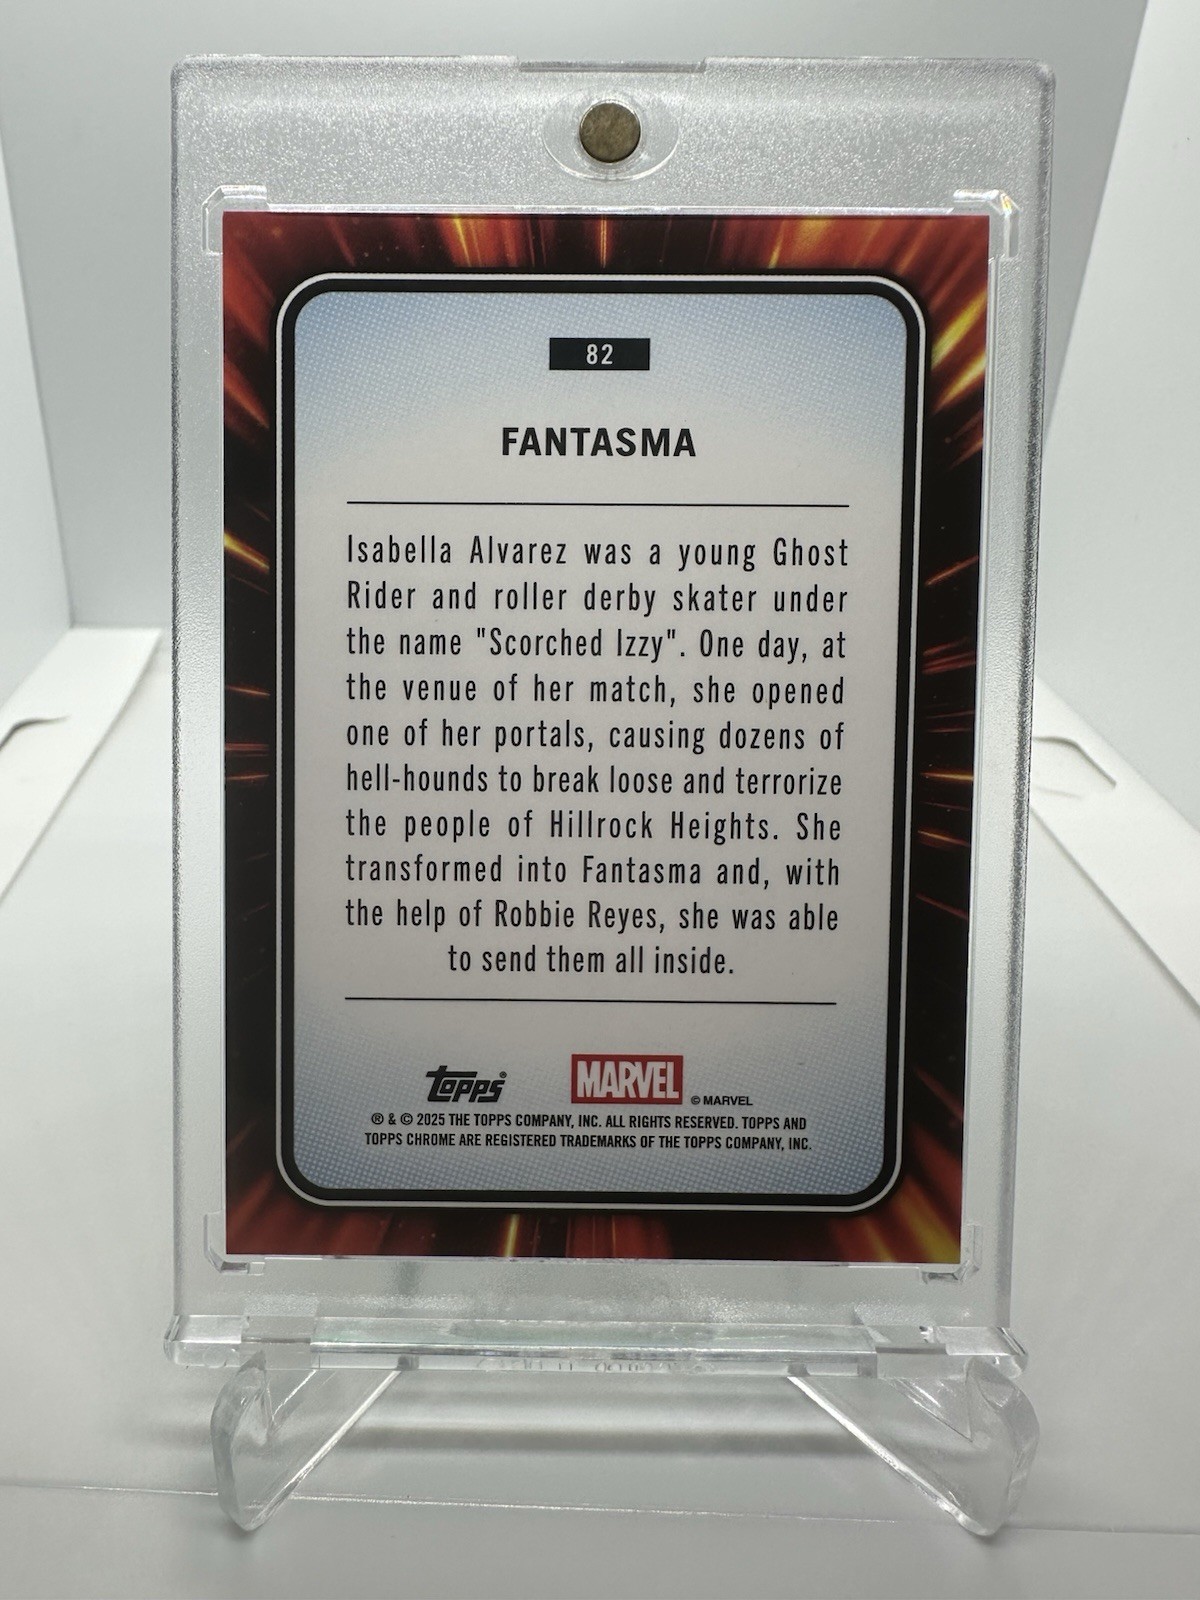 82
FANTASMA
Isabella Alvarez was a young Ghost
Rider and roller derby skater under
the name "Scorched Izzy". One day, at
the venue of her match, she opened
one of her portals, causing dozens of
hell-hounds to break loose and terrorize
the people of Hillrock Heights. She
transformed into Fantasma and, with
the help of Robbie Reyes, she was able
to send them all inside.
topps® MARVEL © MARVEL
® & © 2025 THE TOPPS COMPANY, INC. ALL RIGHTS RESERVED. TOPPS AND
TOPPS CHROME ARE REGISTERED TRADEMARKS OF THE TOPPS COMPANY, INC.